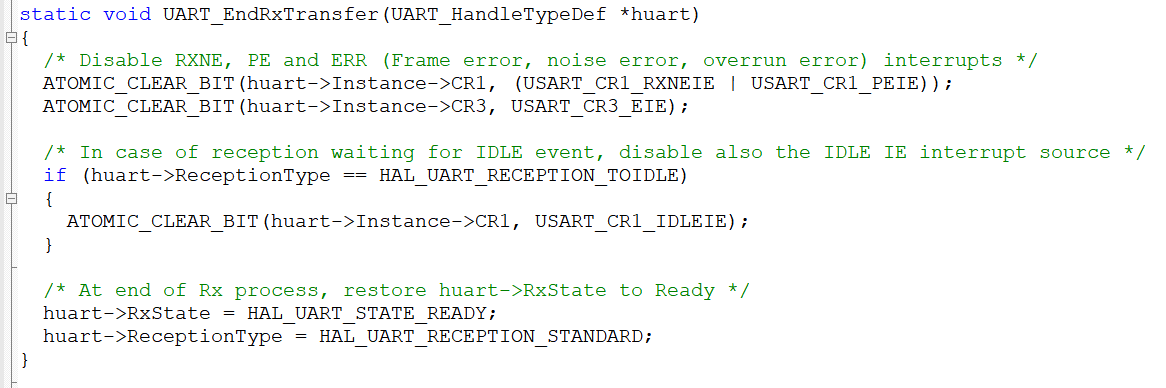 static void UART_EndRxTransfer(UART_HandleTypeDef *huart)
{
/* Disable RXNE, PE and ERR (Frame error, noise error, overrun error) interrupts */
ATOMIC_CLEAR_BIT(huart->Instance->CR1, (USART_CR1_RXNEIE | USART_CR1_PEIE));
ATOMIC_CLEAR_BIT(huart->Instance->CR3, USART_CR3_EIE);
/* In case of reception waiting for IDLE event, disable also the IDLE IE interrupt source */
if (huart->ReceptionType == HAL_UART_RECEPTION_TOIDLE)
{
ATOMIC_CLEAR_BIT(huart->Instance->CR1, USART_CR1_IDLEIE);
}
/* At end of Rx process, restore huart->RxState to Ready */
huart->RxState = HAL_UART_STATE_READY;
huart->ReceptionType = HAL_UART_RECEPTION_STANDARD;
}